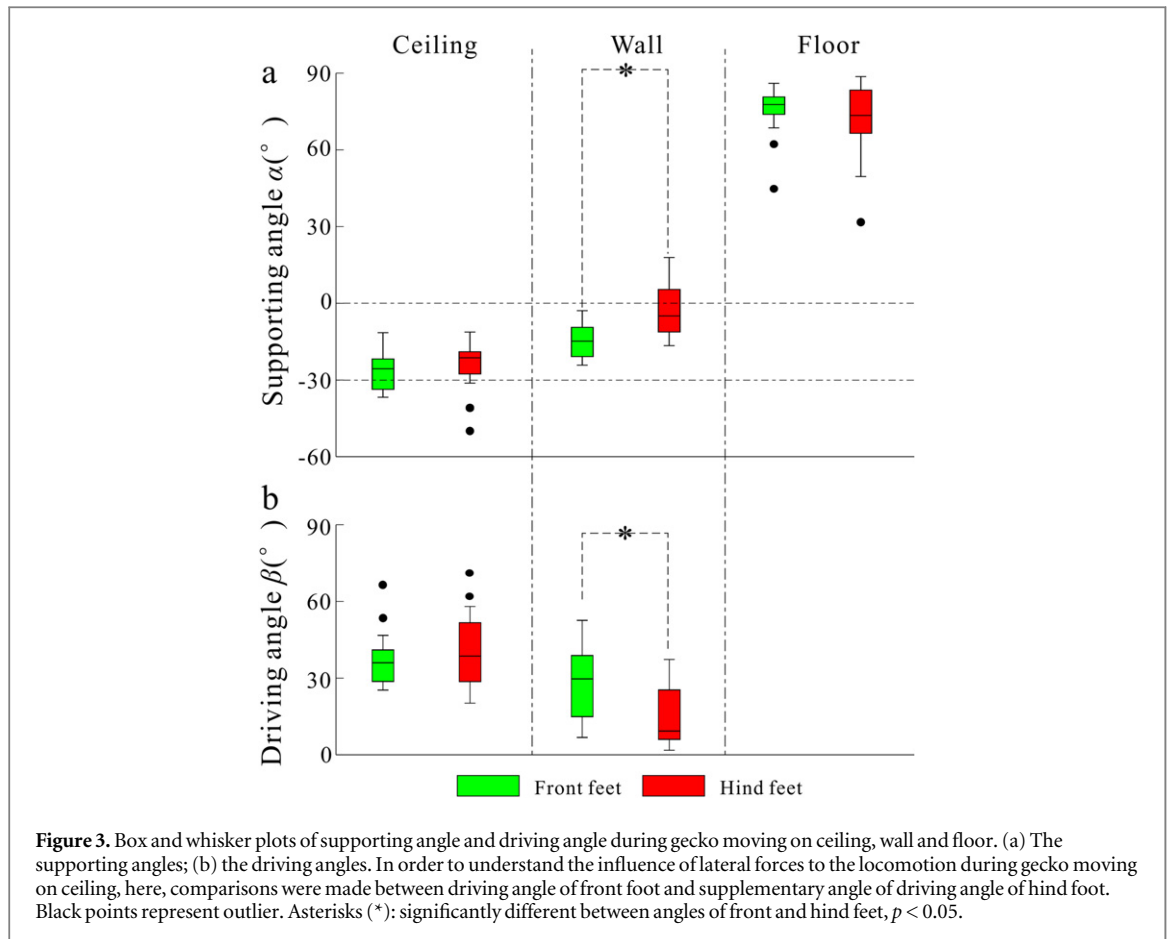 Ceiling Wall Floor
a
90
60
30
0
-30
-60
Supporting angle α(°)
*
b
90
60
30
0
Driving angle β(°)
*
Front feet Hind feet
Figure 3. Box and whisker plots of supporting angle and driving angle during gecko moving on ceiling, wall and floor. (a) The
supporting angles; (b) the driving angles. In order to understand the influence of lateral forces to the locomotion during gecko moving
on ceiling, here, comparisons were made between driving angle of front foot and supplementary angle of driving angle of hind foot.
Black points represent outlier. Asterisks (*): significantly different between angles of front and hind feet, p < 0.05.